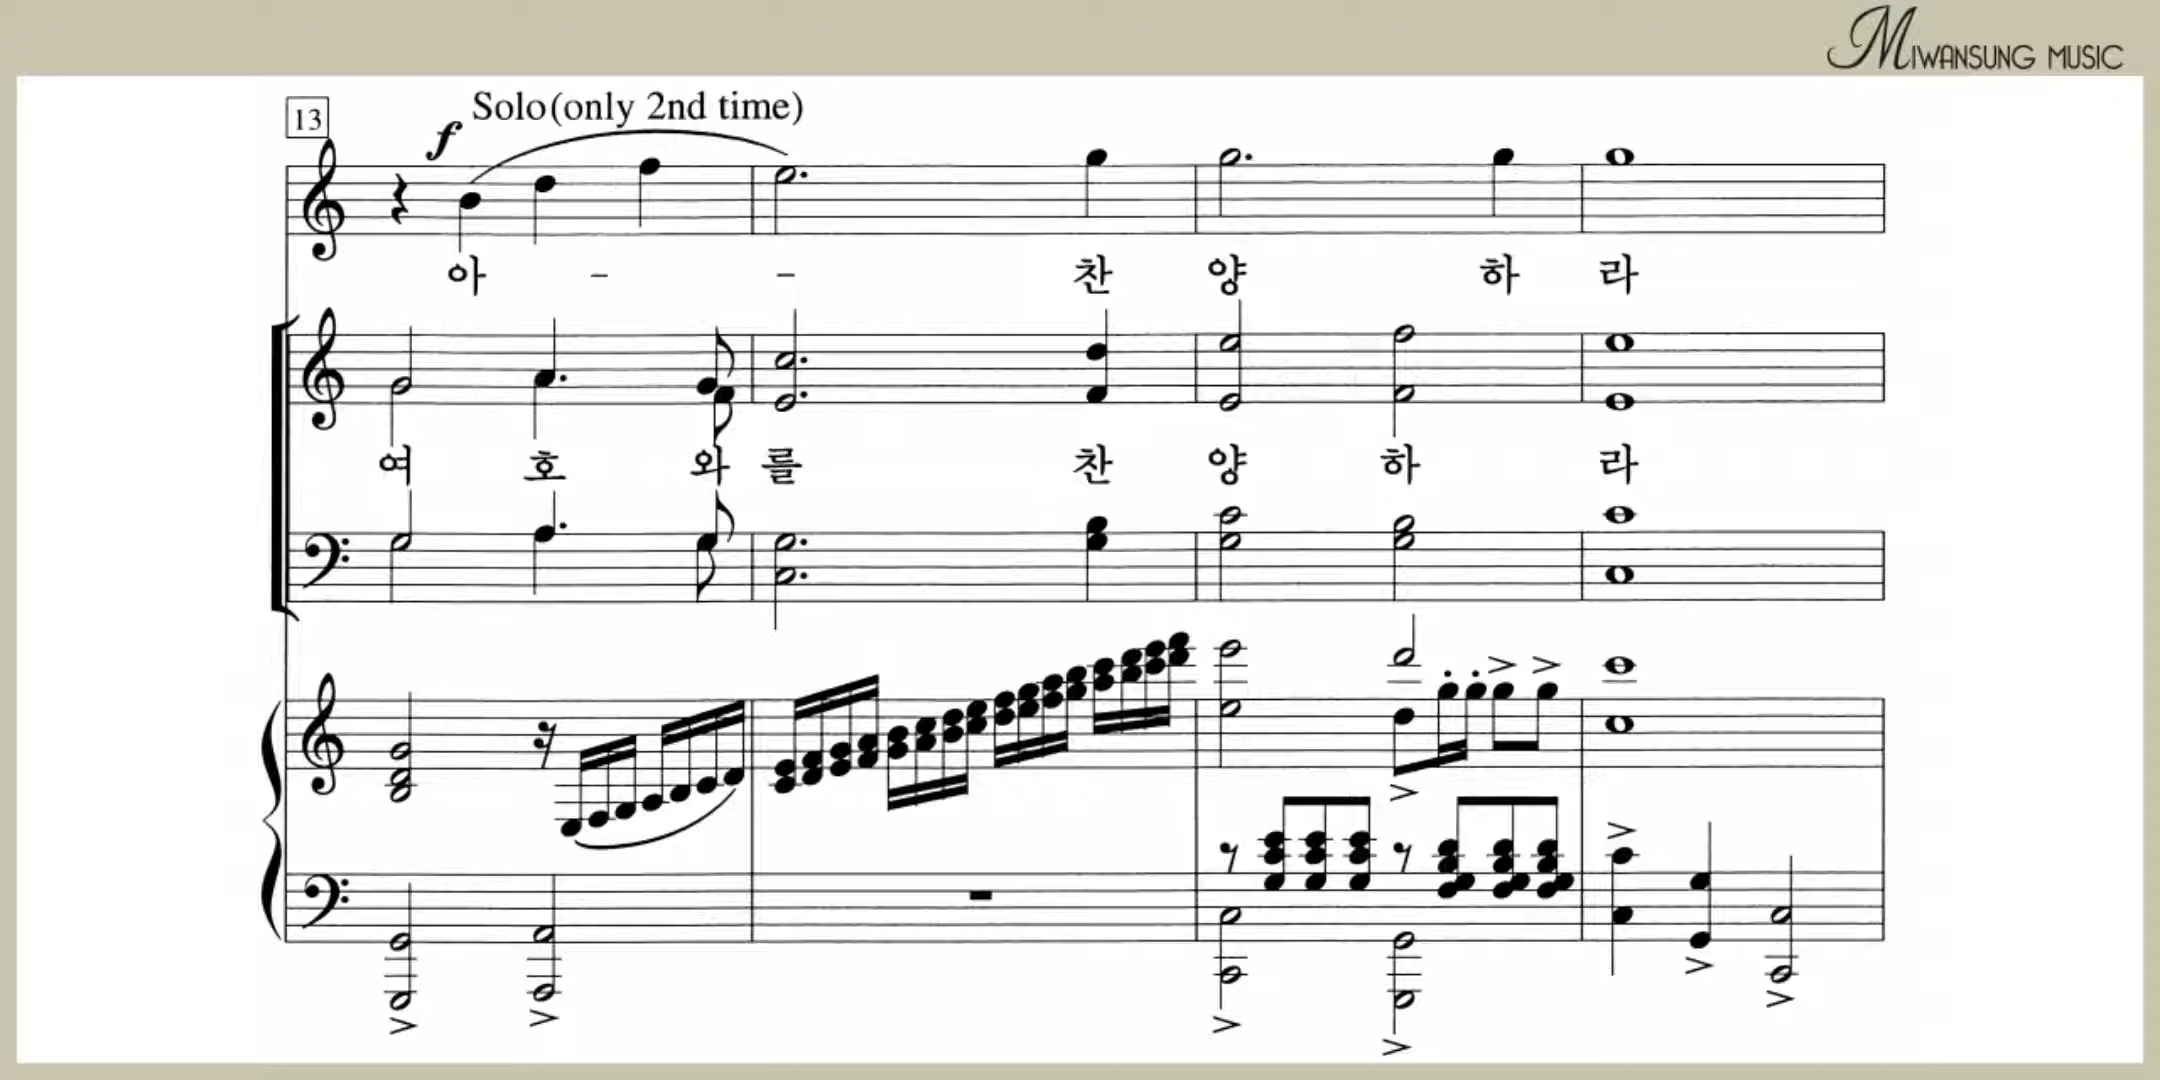 MIWANSUNG MUSIC
13
f Solo(only 2nd time)
아 - - 찬 양 하 라
여 호 와 를 찬 양 하 라